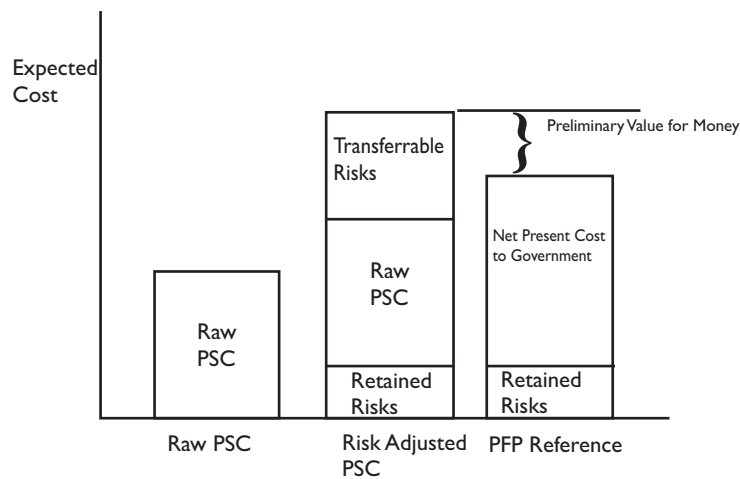 Expected
Cost
Transferrable
Risks
Preliminary Value for Money
Net Present Cost
to Government
Raw
PSC
Raw
PSC
Retained
Risks
Retained
Risks
Raw PSC
Risk Adjusted
PSC
PFP Reference